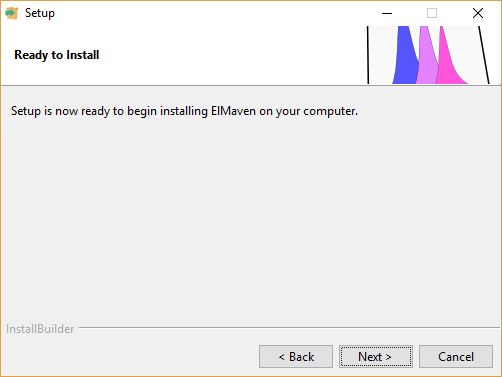 Setup
Ready to Install
Setup is now ready to begin installing ElMaven on your computer.
InstallBuilder
< Back
Next >
Cancel